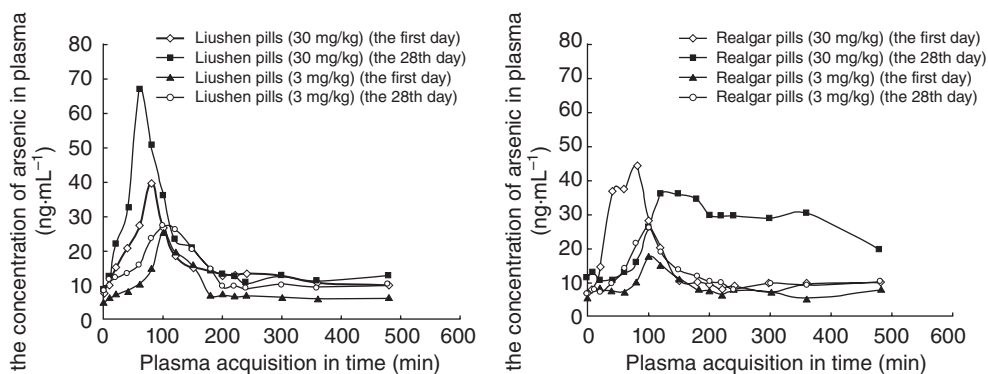 the concentration of arsenic in plasma
(ng·mL⁻¹)
80
70
60
50
40
30
20
10
0
0
100
200
300
400
500
600
Plasma acquisition in time (min)
Liushen pills (30 mg/kg) (the first day)
Liushen pills (30 mg/kg) (the 28th day)
Liushen pills (3 mg/kg) (the first day)
Liushen pills (3 mg/kg) (the 28th day)
the concentration of arsenic in plasma
(ng·mL⁻¹)
80
70
60
50
40
30
20
10
0
0
100
200
300
400
500
600
Plasma acquisition in time (min)
Realgar pills (30 mg/kg) (the first day)
Realgar pills (30 mg/kg) (the 28th day)
Realgar pills (3 mg/kg) (the first day)
Realgar pills (3 mg/kg) (the 28th day)